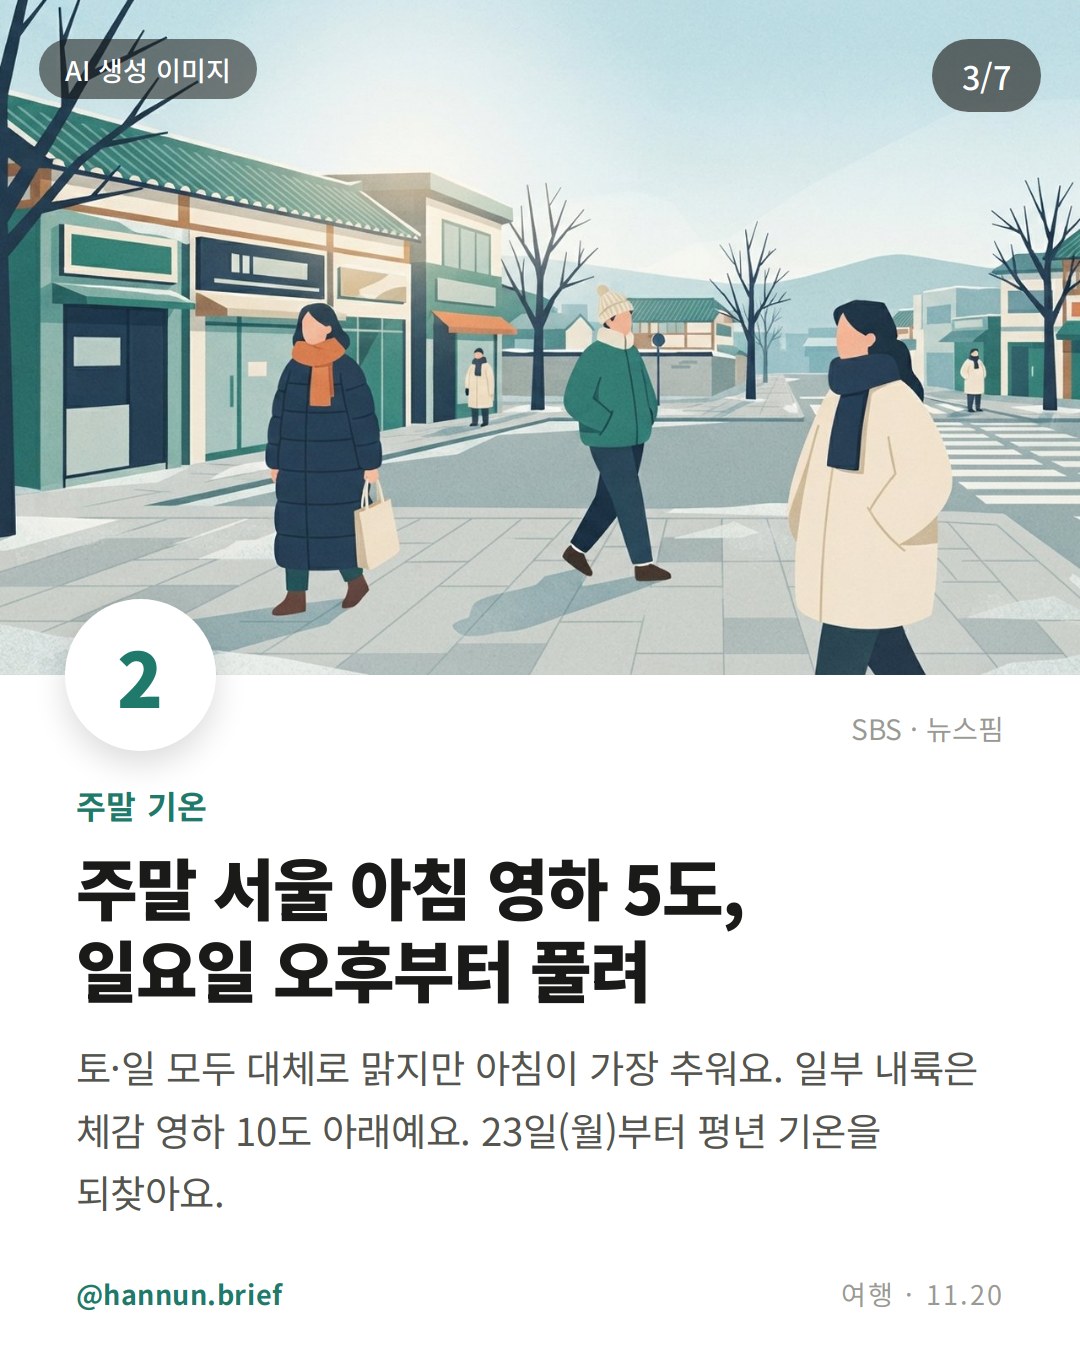 AI 생성 이미지
3/7
2
SBS · 뉴스핌
주말 기온
주말 서울 아침 영하 5도,
일요일 오후부터 풀려
토·일 모두 대체로 맑지만 아침이 가장 추워요. 일부 내륙은
체감 영하 10도 아래예요. 23일(월)부터 평년 기온을
되찾아요.
@hannun.brief
여행 · 11.20